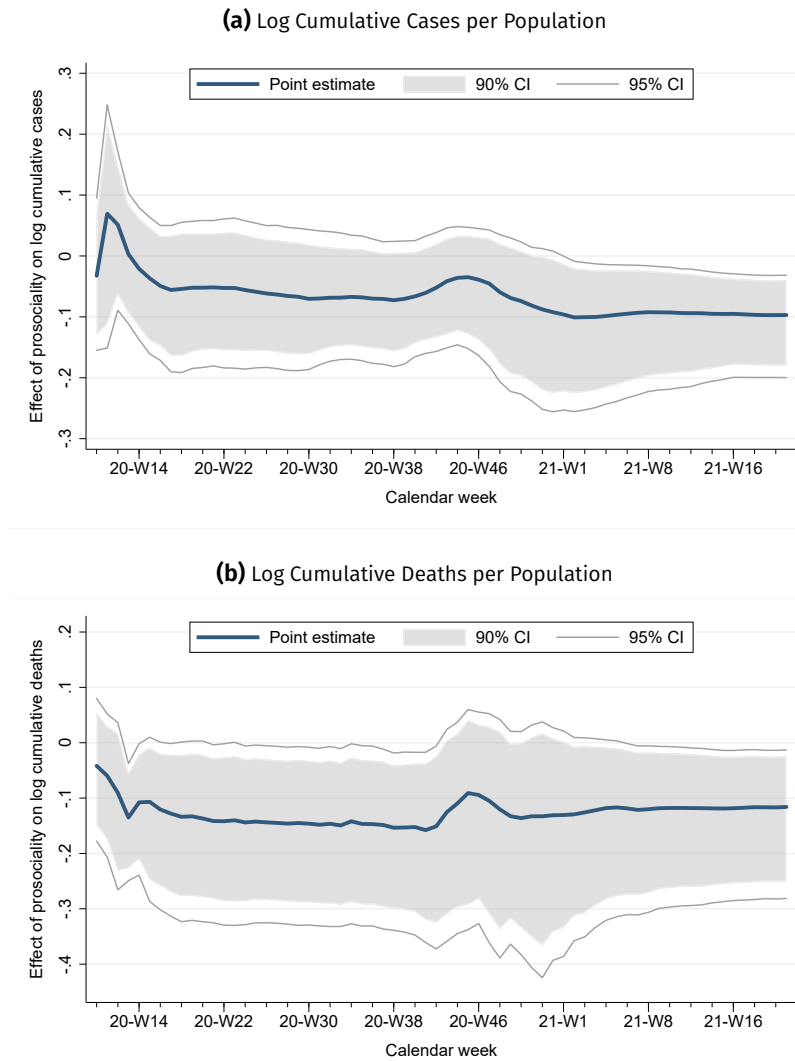 (a) Log Cumulative Cases per Population
Point estimate 90% CI 95% CI
Effect of prosociality on log cumulative cases
.3
.2
.1
0
-.1
-.2
-.3
20-W14 20-W22 20-W30 20-W38 20-W46 21-W1 21-W8 21-W16
Calendar week
(b) Log Cumulative Deaths per Population
Point estimate 90% CI 95% CI
Effect of prosociality on log cumulative deaths
.2
.1
0
-.1
-.2
-.3
-.4
20-W14 20-W22 20-W30 20-W38 20-W46 21-W1 21-W8 21-W16
Calendar week